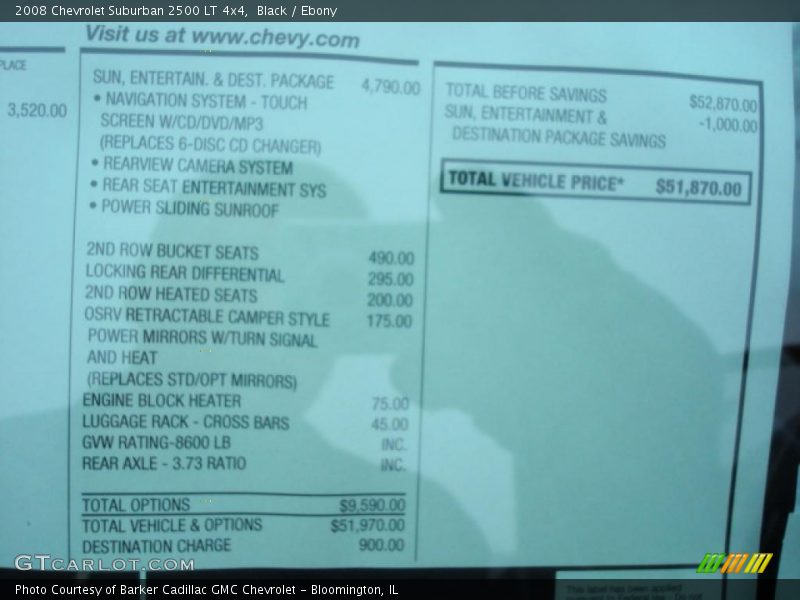 2008 Chevrolet Suburban 2500 LT 4x4, Black / Ebony
Visit us at www.chevy.com
PLACE
3,520.00
SUN, ENTERTAIN. & DEST. PACKAGE 4,790.00
• NAVIGATION SYSTEM - TOUCH
SCREEN W/CD/DVD/MP3
(REPLACES 6-DISC CD CHANGER)
• REARVIEW CAMERA SYSTEM
• REAR SEAT ENTERTAINMENT SYS
• POWER SLIDING SUNROOF
2ND ROW BUCKET SEATS 490.00
LOCKING REAR DIFFERENTIAL 295.00
2ND ROW HEATED SEATS 200.00
OSRV RETRACTABLE CAMPER STYLE 175.00
POWER MIRRORS W/TURN SIGNAL
AND HEAT
(REPLACES STD/OPT MIRRORS)
ENGINE BLOCK HEATER 75.00
LUGGAGE RACK - CROSS BARS 45.00
GVW RATING-8600 LB INC.
REAR AXLE - 3.73 RATIO INC.
TOTAL OPTIONS $9,590.00
TOTAL VEHICLE & OPTIONS $51,970.00
DESTINATION CHARGE 900.00
TOTAL BEFORE SAVINGS $52,870.00
SUN, ENTERTAINMENT & -1,000.00
DESTINATION PACKAGE SAVINGS
TOTAL VEHICLE PRICE* $51,870.00
This label has been applied
GTCARLOT.COM
Photo Courtesy of Barker Cadillac GMC Chevrolet - Bloomington, IL